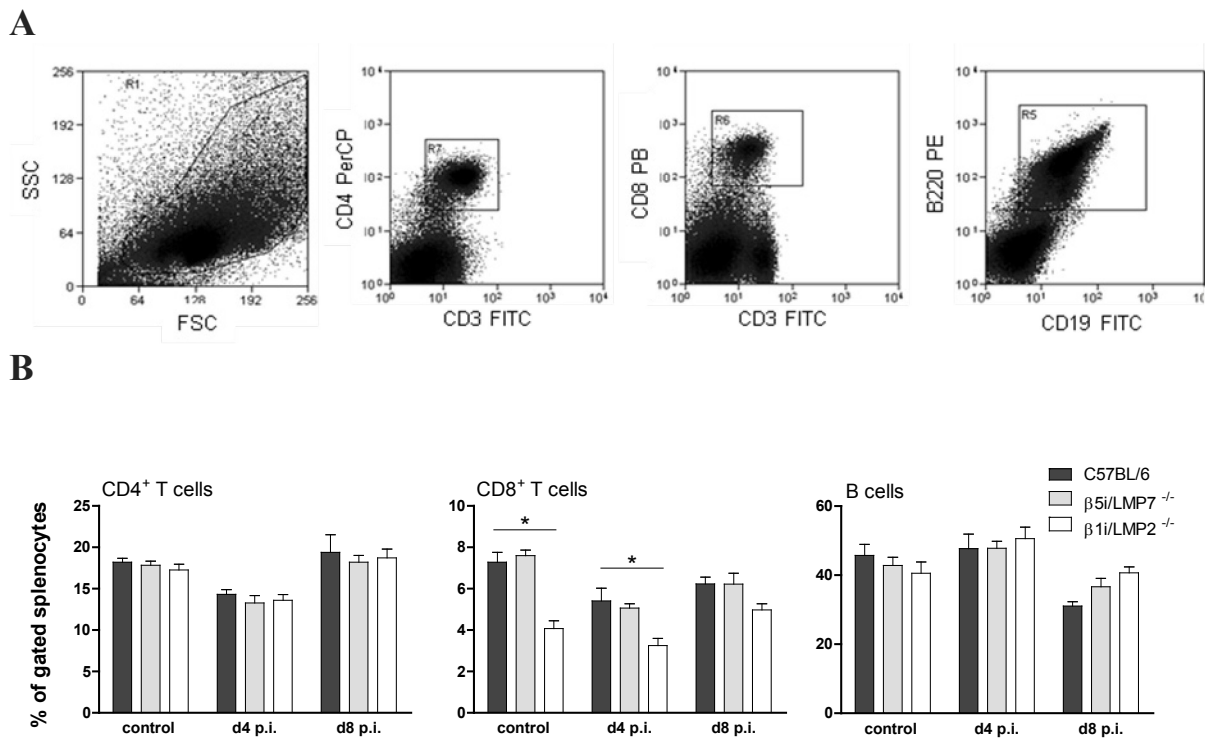 A
R1
256
192
128
64
0
SSC
0 64 128 192 256
FSC
R7
10⁴
10³
10²
10¹
10⁰
CD4 PerCP
10⁰ 10¹ 10² 10³ 10⁴
CD3 FITC
R6
10⁴
10³
10²
10¹
10⁰
CD8 PB
10⁰ 10¹ 10² 10³ 10⁴
CD3 FITC
R5
10⁴
10³
10²
10¹
10⁰
B220 PE
10⁰ 10¹ 10² 10³ 10⁴
CD19 FITC
B
% of gated splenocytes
CD4⁺ T cells
25
20
15
10
5
0
control d4 p.i. d8 p.i.
CD8⁺ T cells
10
8
6
4
2
0
*
*
control d4 p.i. d8 p.i.
B cells
60
40
20
0
control d4 p.i. d8 p.i.
C57BL/6
β5i/LMP7 -/-
β1i/LMP2 -/-